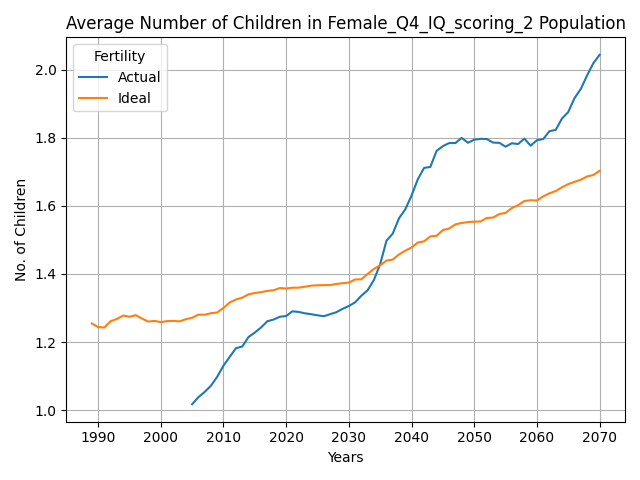 Average Number of Children in Female_Q4_IQ_scoring_2 Population
Fertility
Actual
Ideal
No. of Children
2.0
1.8
1.6
1.4
1.2
1.0
1990 2000 2010 2020 2030 2040 2050 2060 2070
Years